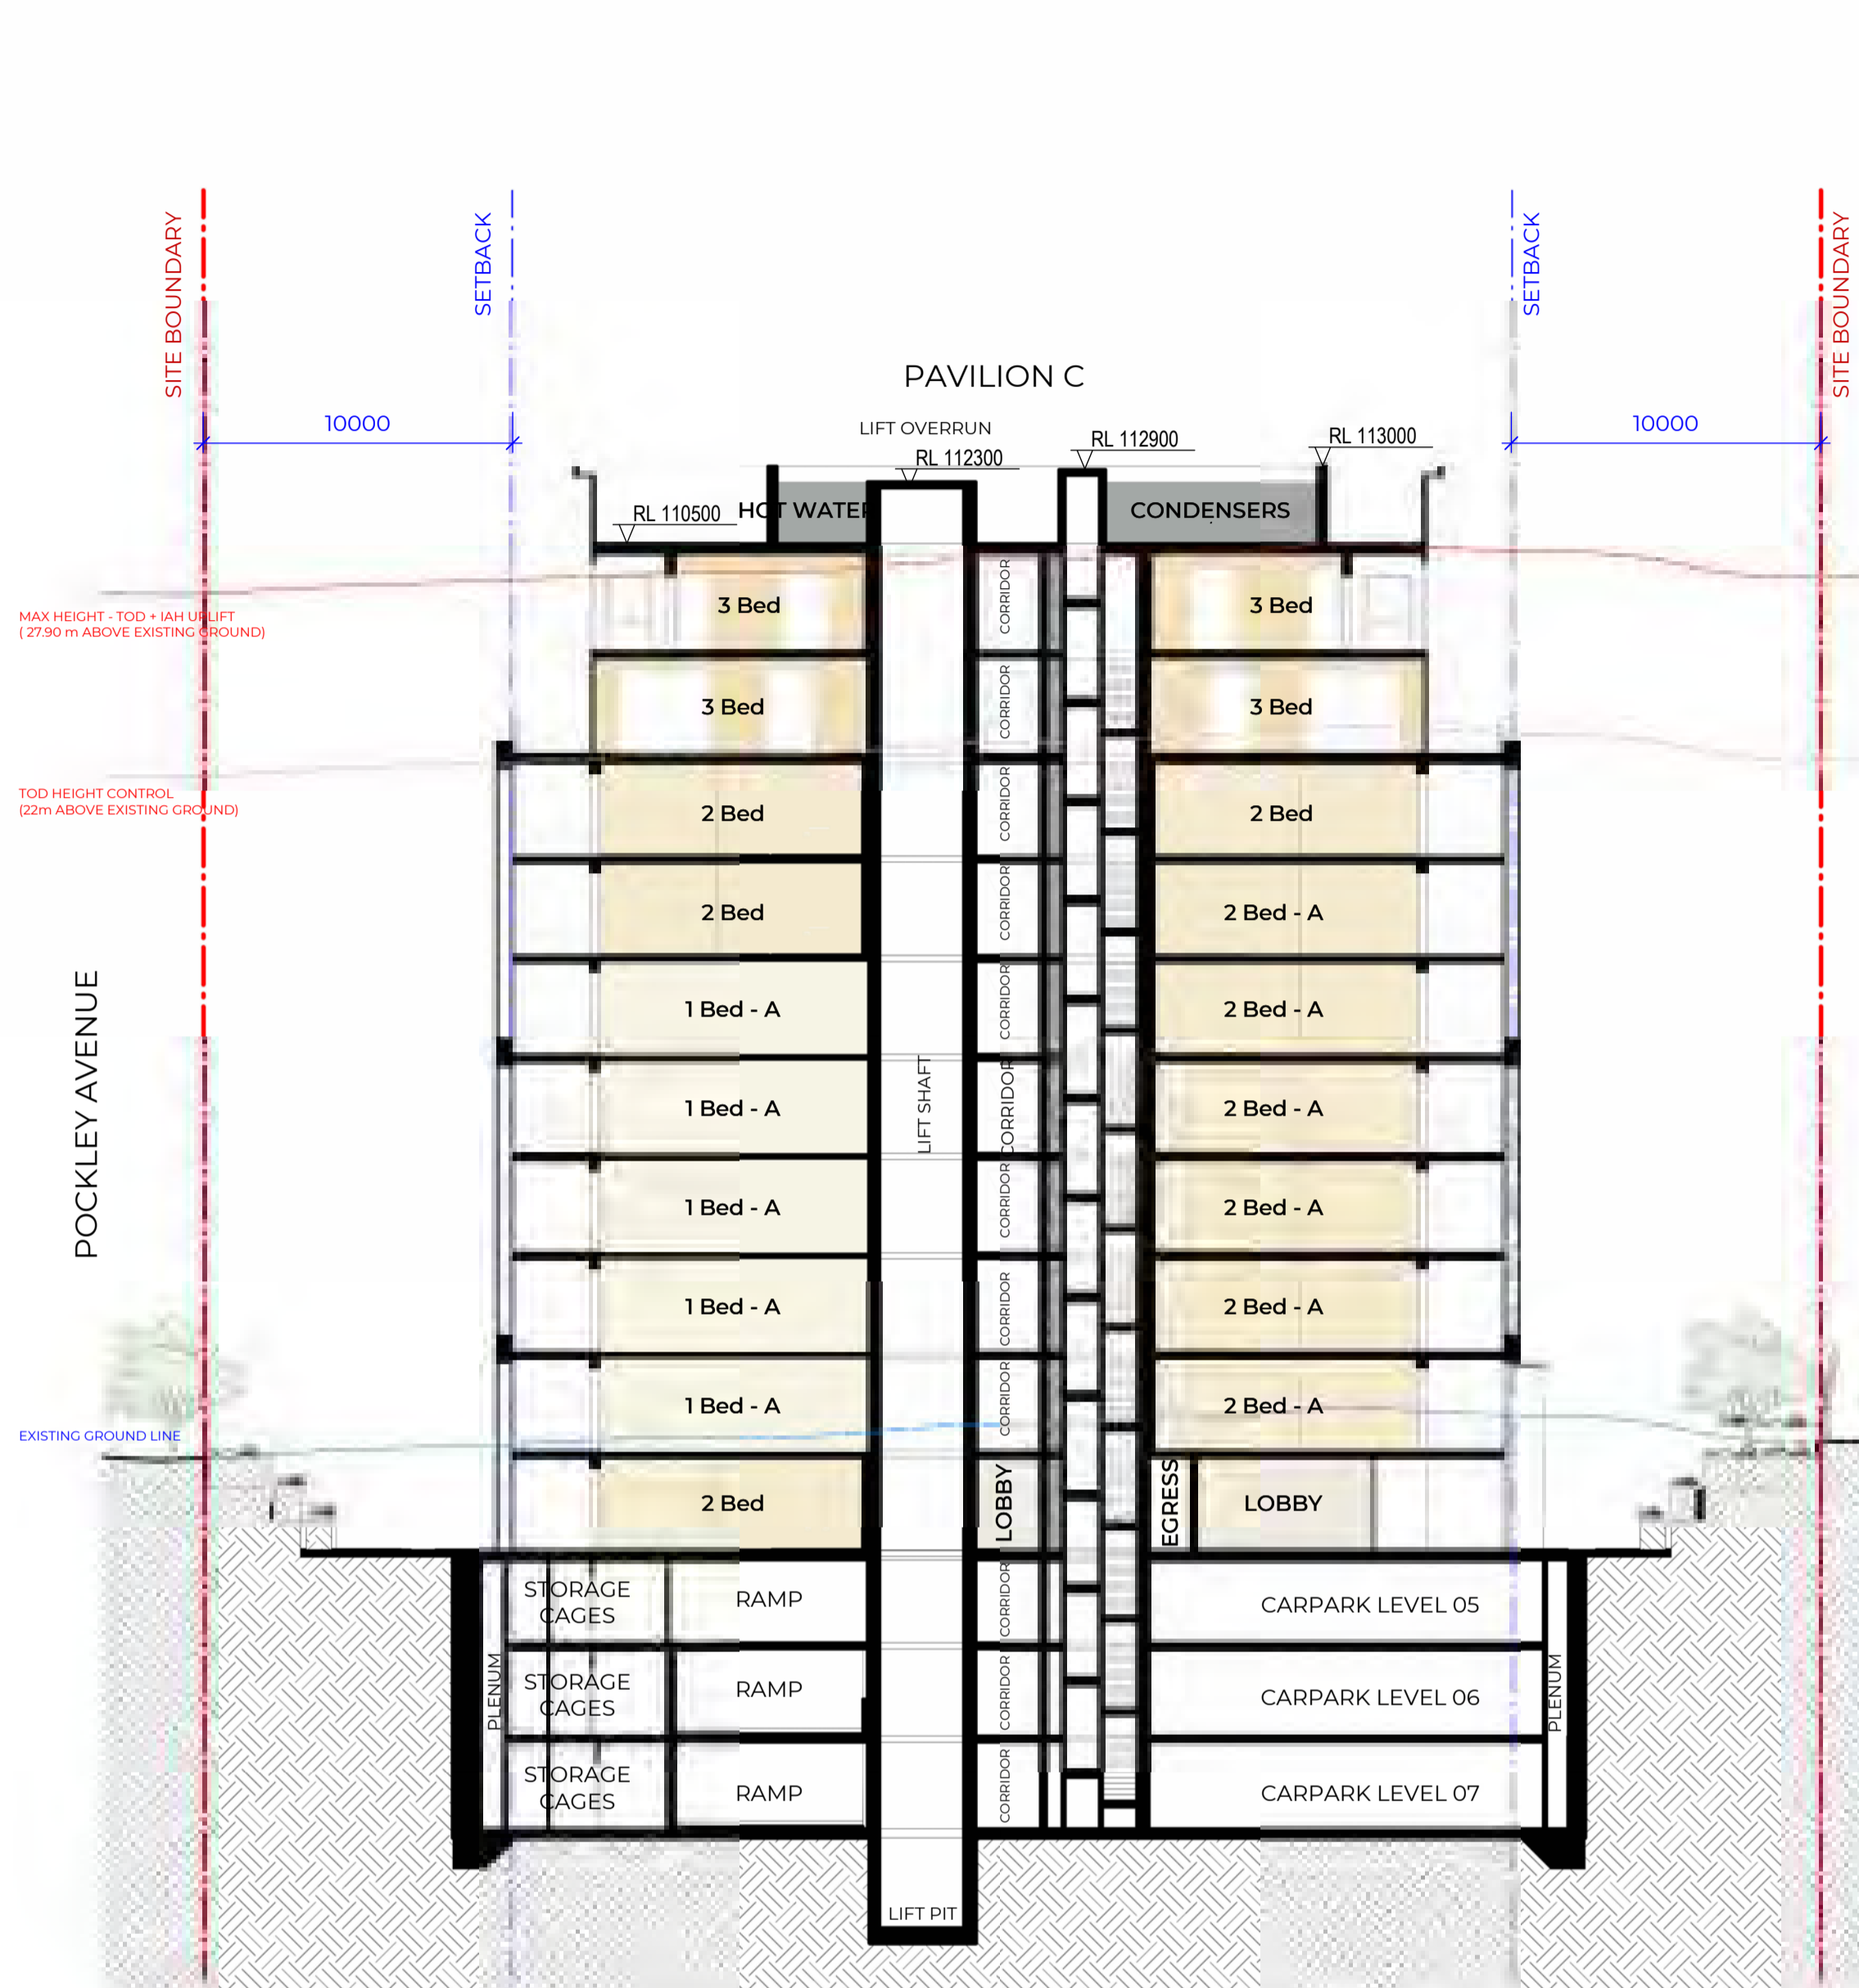 SITE BOUNDARY
SETBACK
SETBACK
SITE BOUNDARY
PAVILION C
10000
10000
LIFT OVERRUN
RL 112900
RL 113000
RL 112300
RL 110500
HOT WATER
CONDENSERS
MAX HEIGHT - TOD + IAH UPLIFT
( 27.90 m ABOVE EXISTING GROUND)
3 Bed
CORRIDOR
3 Bed
3 Bed
CORRIDOR
3 Bed
TOD HEIGHT CONTROL
(22m ABOVE EXISTING GROUND)
2 Bed
CORRIDOR
2 Bed
2 Bed
CORRIDOR
2 Bed - A
1 Bed - A
CORRIDOR
2 Bed - A
POCKLEY AVENUE
1 Bed - A
LIFT SHAFT
CORRIDOR
2 Bed - A
1 Bed - A
CORRIDOR
2 Bed - A
1 Bed - A
CORRIDOR
2 Bed - A
1 Bed - A
CORRIDOR
2 Bed - A
EXISTING GROUND LINE
2 Bed
LOBBY
EGRESS
LOBBY
STORAGE
CAGES
RAMP
CORRIDOR
CARPARK LEVEL 05
PLENUM
STORAGE
CAGES
RAMP
CORRIDOR
CARPARK LEVEL 06
PLENUM
STORAGE
CAGES
RAMP
CORRIDOR
CARPARK LEVEL 07
LIFT PIT